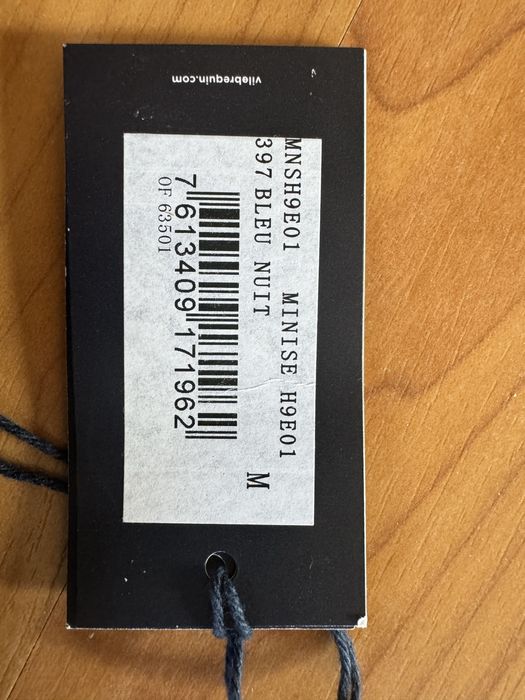 MNSH9E01 MINISE H9E01
397 BLEU NUIT
M
7 613409 171962
OF 63501
vilebrequin.com